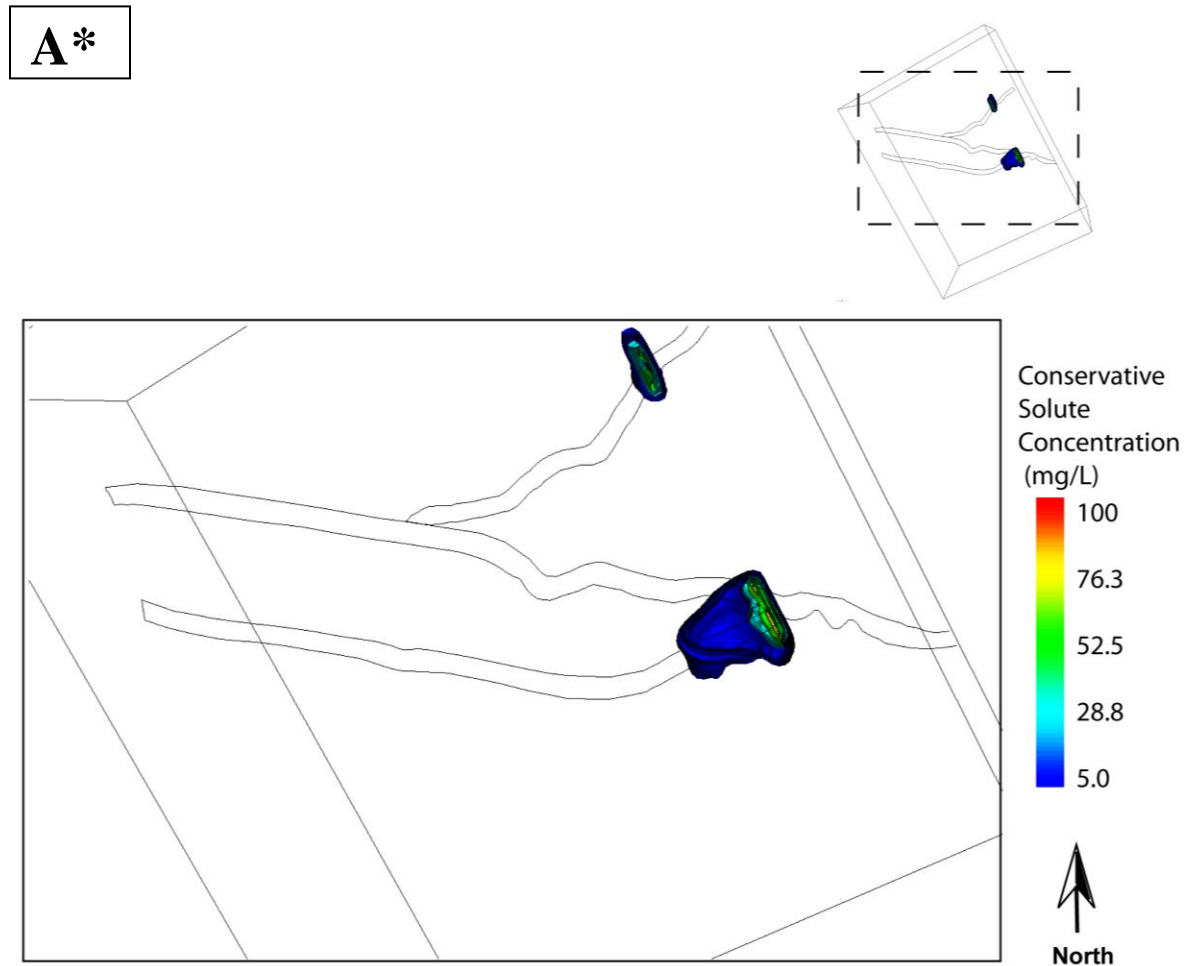 A*
Conservative
Solute
Concentration
(mg/L)
100
76.3
52.5
28.8
5.0
North